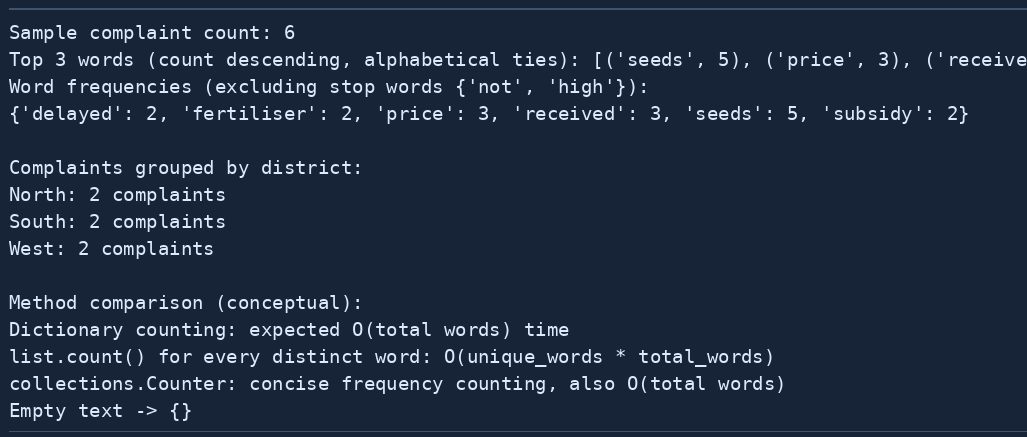 Sample complaint count: 6
Top 3 words (count descending, alphabetical ties): [('seeds', 5), ('price', 3), ('receive
Word frequencies (excluding stop words {'not', 'high'}):
{'delayed': 2, 'fertiliser': 2, 'price': 3, 'received': 3, 'seeds': 5, 'subsidy': 2}
Complaints grouped by district:
North: 2 complaints
South: 2 complaints
West: 2 complaints
Method comparison (conceptual):
Dictionary counting: expected O(total words) time
list.count() for every distinct word: O(unique_words * total_words)
collections.Counter: concise frequency counting, also O(total words)
Empty text -> {}